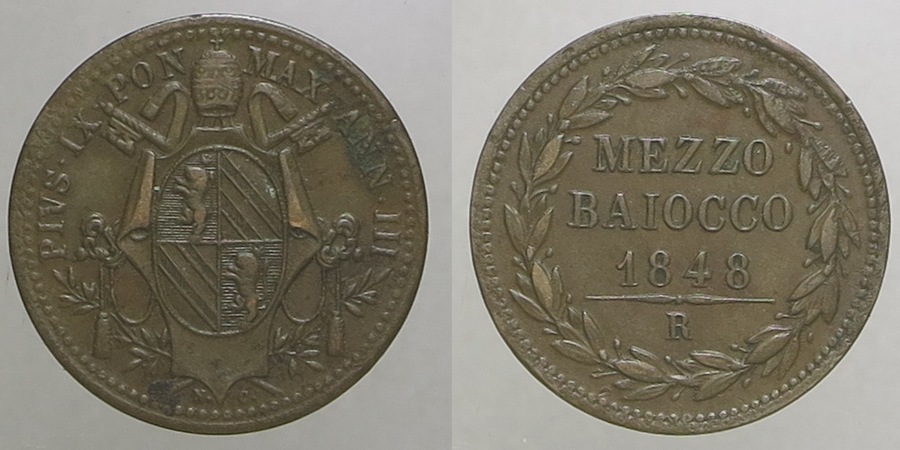 PIVS · IX · PON MAX · ANN · III
N C
MEZZO
BAIOCCO
1848
R